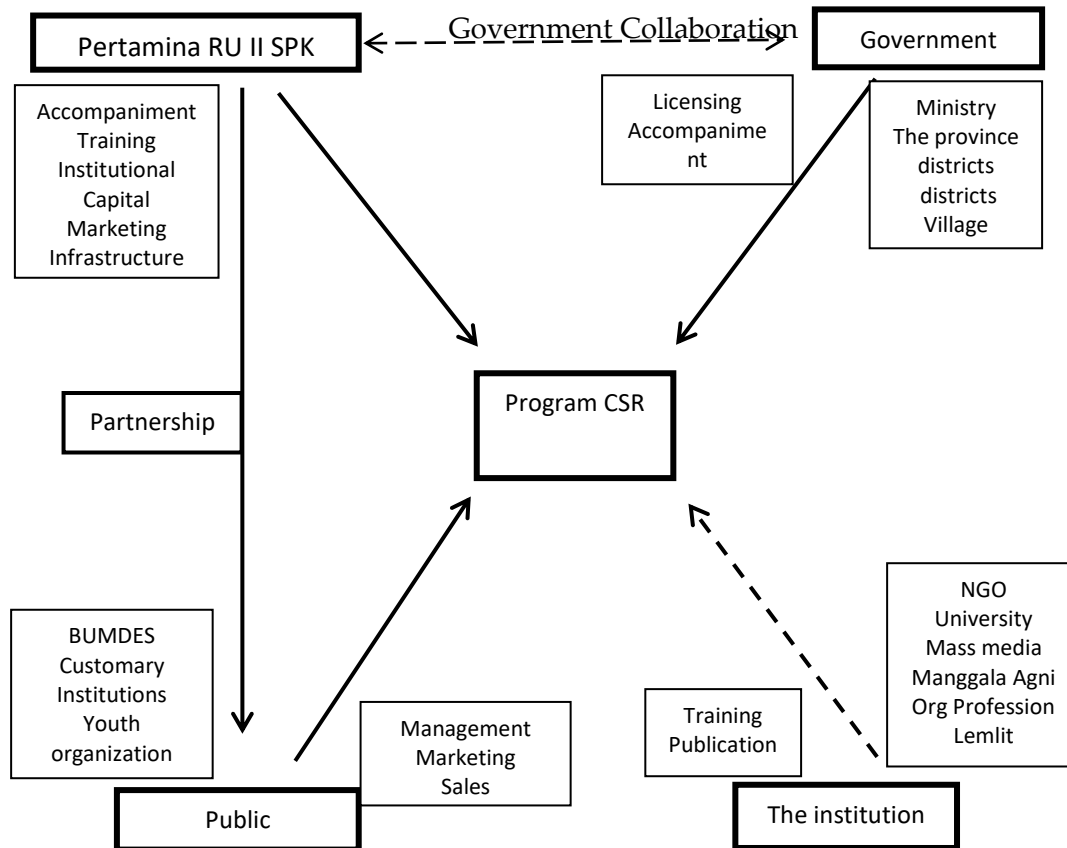 Pertamina RU II SPK
Government Collaboration
Government
Accompaniment
Training
Institutional
Capital
Marketing
Infrastructure
Licensing
Accompanime
nt
Ministry
The province
districts
districts
Village
Partnership
Program CSR
BUMDES
Customary
Institutions
Youth
organization
Management
Marketing
Sales
Training
Publication
NGO
University
Mass media
Manggala Agni
Org Profession
Lemlit
Public
The institution